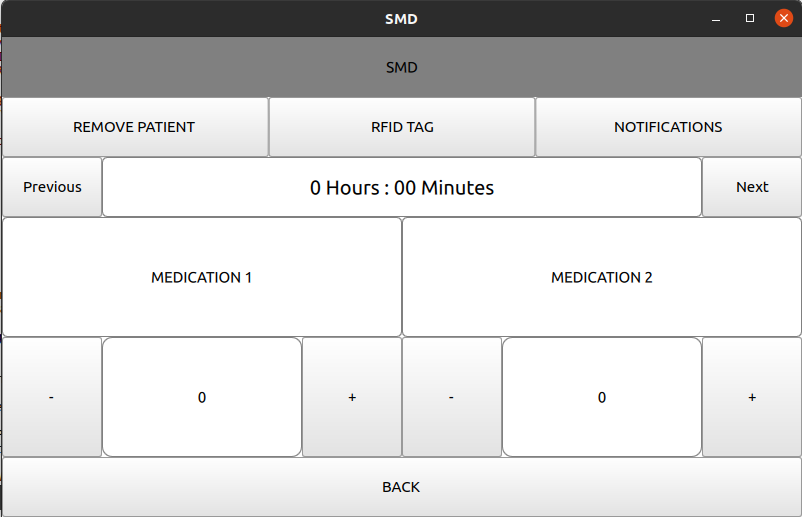 SMD
SMD
REMOVE PATIENT RFID TAG NOTIFICATIONS
Previous 0 Hours : 00 Minutes Next
MEDICATION 1 MEDICATION 2
- 0 + - 0 +
BACK